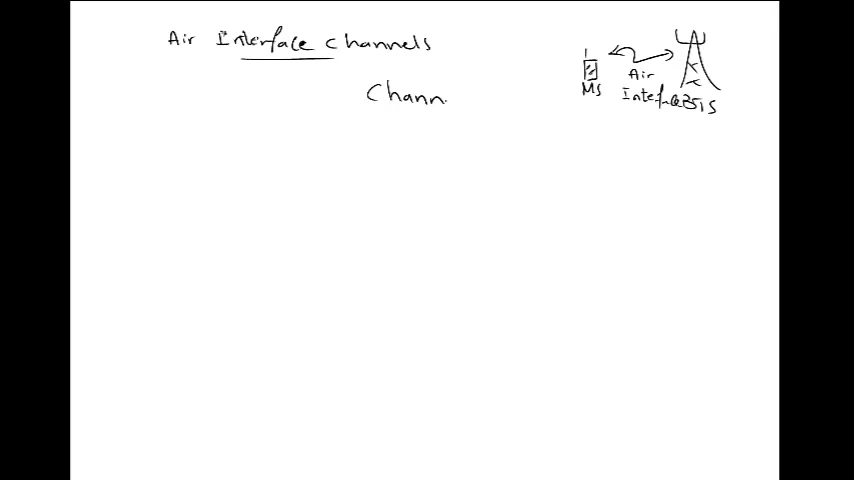 Air Interface Channels
Chann
MS
Air
Interface
BTS